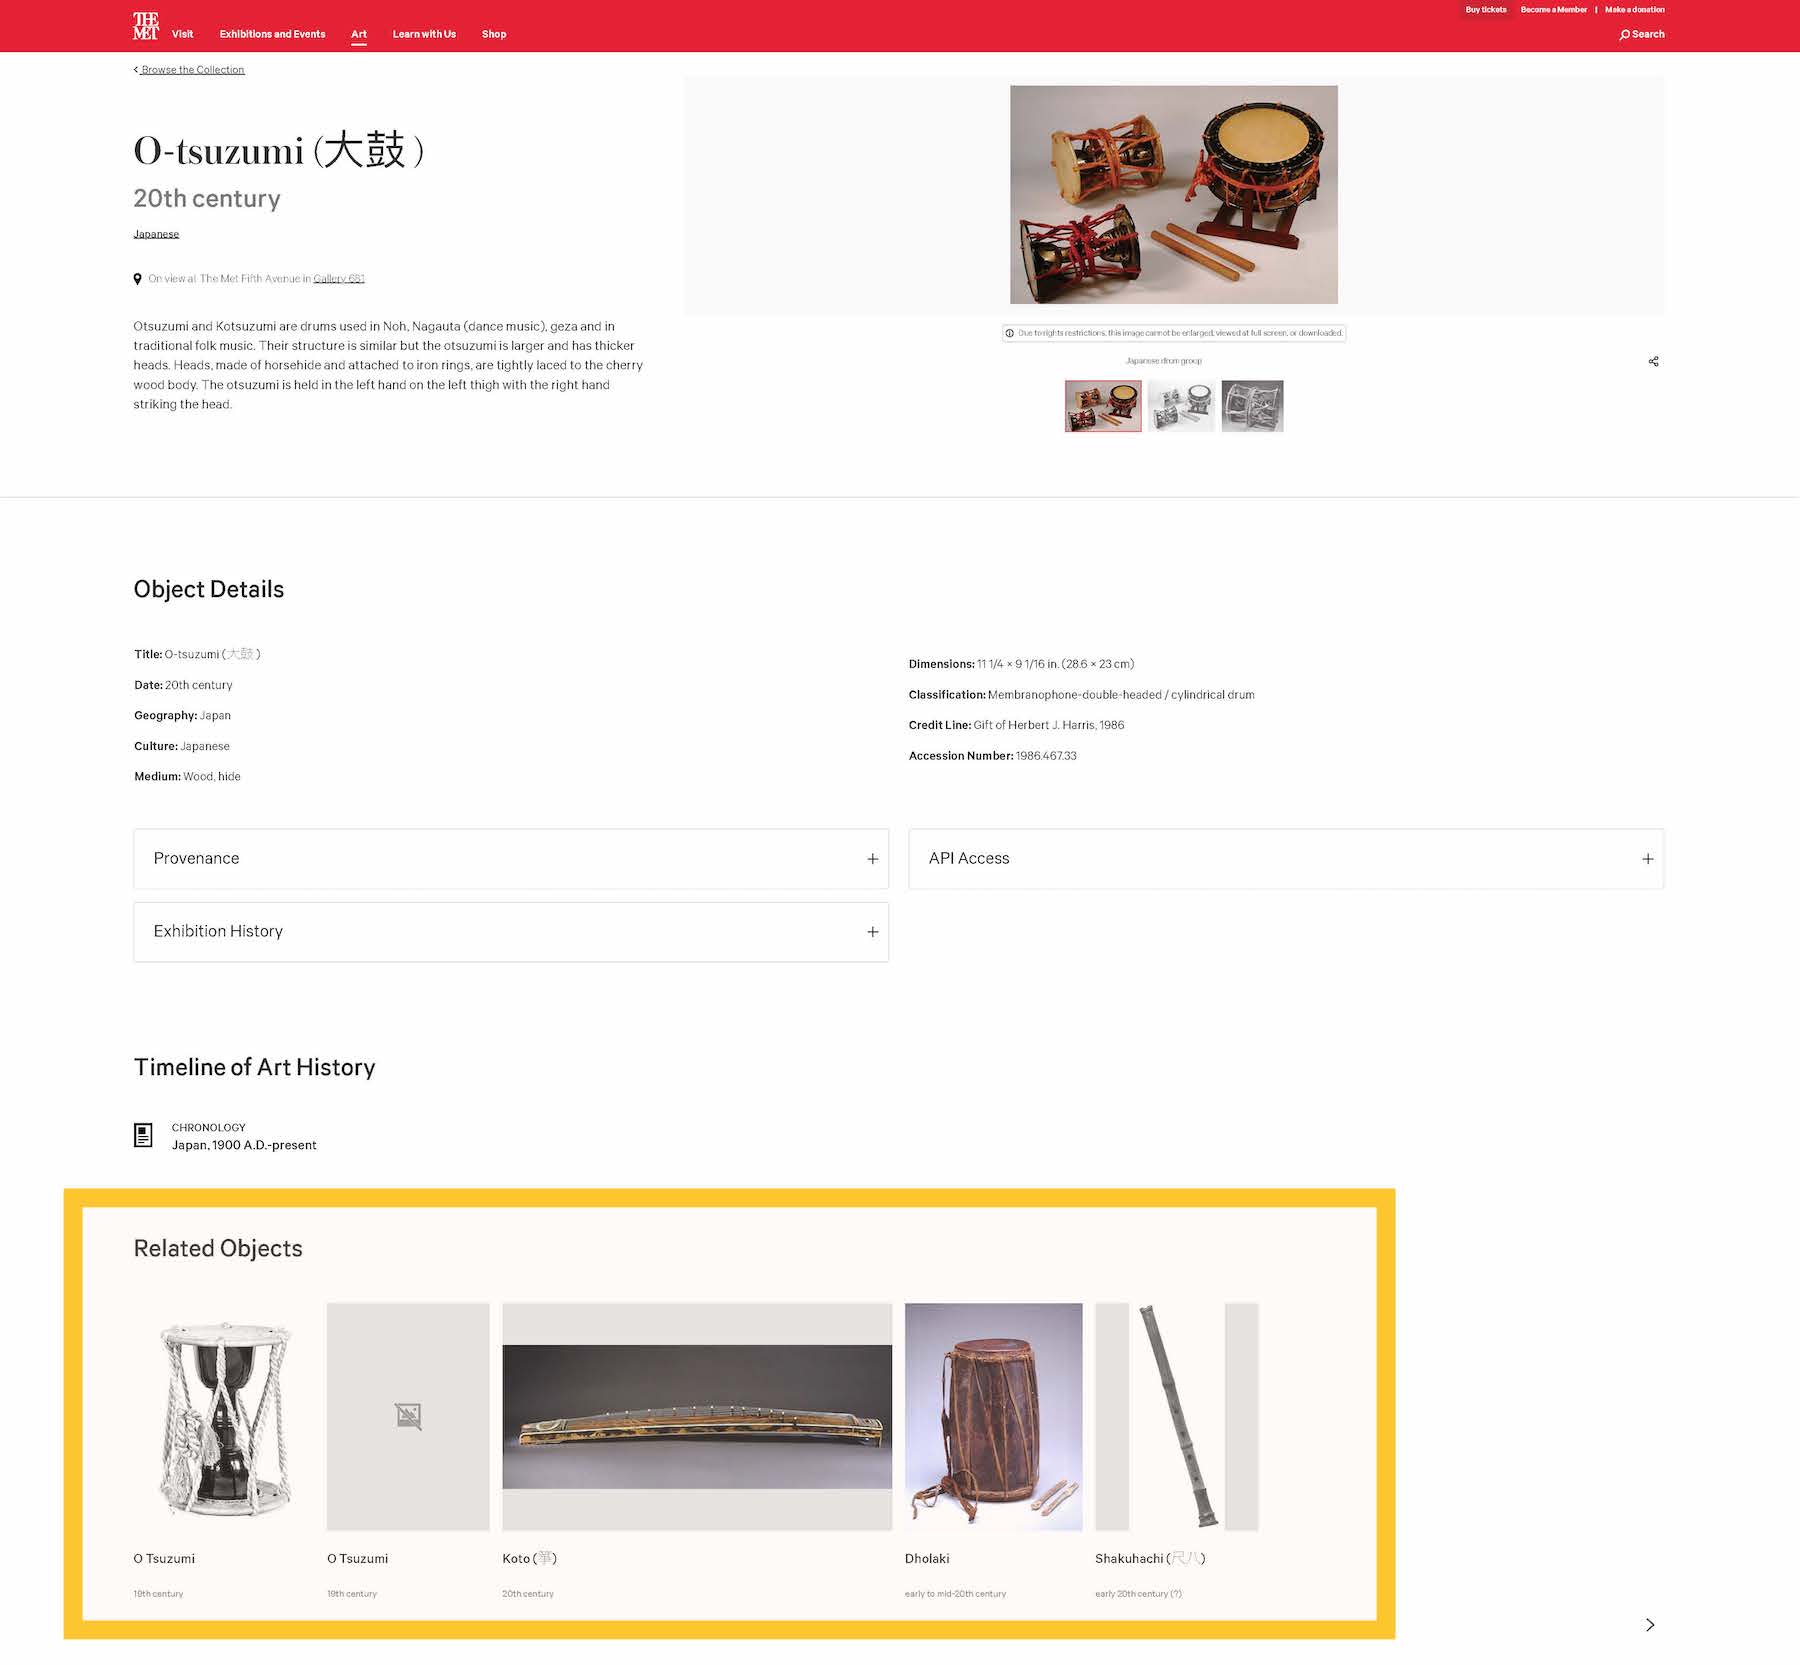 Buy tickets Become a Member | Make a donation
THE MET
Visit Exhibitions and Events Art Learn with Us Shop Search
Browse the Collection
O-tsuzumi (大鼓 )
20th century
Japanese
On view at The Met Fifth Avenue in Gallery 681
Otsuzumi and Kotsuzumi are drums used in Noh, Nagauta (dance music), geza and in
traditional folk music. Their structure is similar but the otsuzumi is larger and has thicker
heads. Heads, made of horsehide and attached to iron rings, are tightly laced to the cherry
wood body. The otsuzumi is held in the left hand on the left thigh with the right hand
striking the head.
Due to rights restrictions, this image cannot be enlarged, viewed at full screen, or downloaded.
Japanese drum group
Object Details
Title: O-tsuzumi (大鼓 )
Date: 20th century
Geography: Japan
Culture: Japanese
Medium: Wood, hide
Dimensions: 11 1/4 × 9 1/16 in. (28.6 × 23 cm)
Classification: Membranophone-double-headed / cylindrical drum
Credit Line: Gift of Herbert J. Harris, 1986
Accession Number: 1986.467.33
Provenance
API Access
Exhibition History
Timeline of Art History
CHRONOLOGY
Japan, 1900 A.D.-present
Related Objects
O Tsuzumi
19th century
O Tsuzumi
19th century
Koto (箏)
20th century
Dholaki
early to mid-20th century
Shakuhachi (尺八)
early 20th century (?)